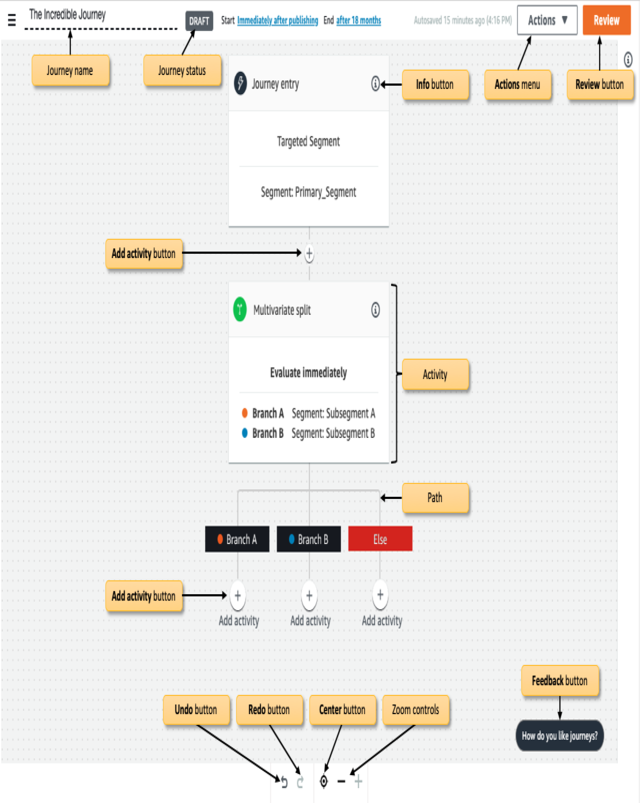 The Incredible Journey
DRAFT
Start Immediately after publishing End after 18 months
Autosaved 15 minutes ago (4:16 PM)
Actions
Review
Journey name
Journey status
Journey entry
Info button
Actions menu
Review button
Targeted Segment
Segment: Primary_Segment
Add activity button
Multivariate split
Evaluate immediately
Activity
Branch A Segment: Subsegment A
Branch B Segment: Subsegment B
Path
Branch A
Branch B
Else
Add activity button
Add activity
Add activity
Add activity
Feedback button
Undo button
Redo button
Center button
Zoom controls
How do you like journeys?